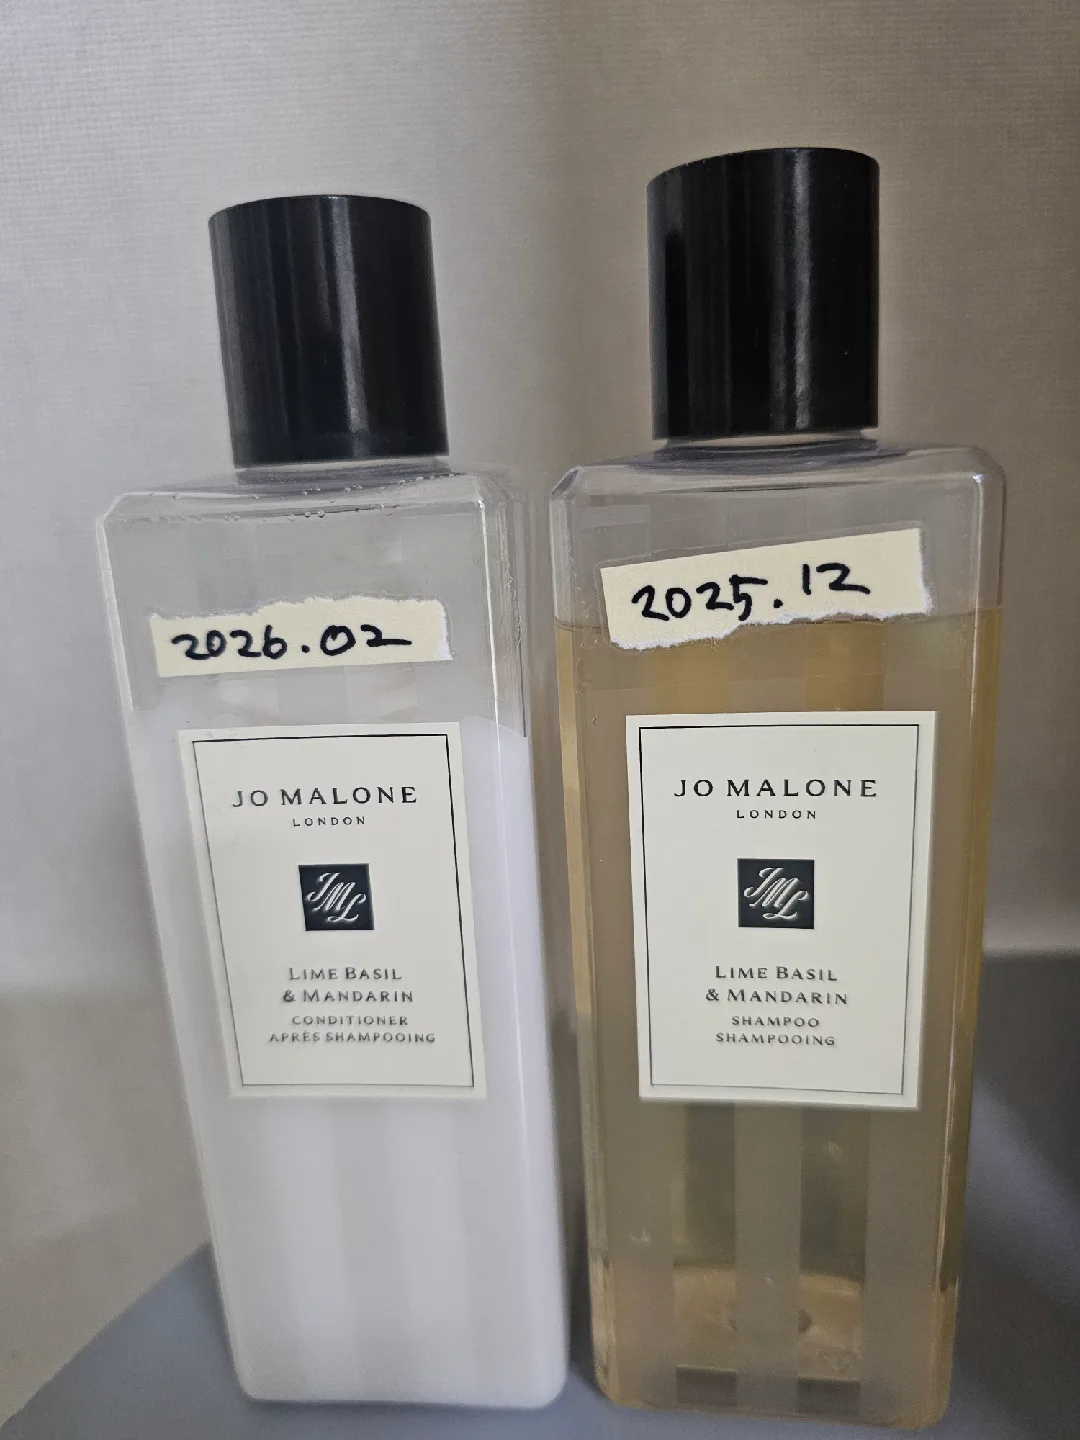 2026.02
JO MALONE
LONDON
JML
LIME BASIL
& MANDARIN
CONDITIONER
APRÈS SHAMPOOING
2025.12
JO MALONE
LONDON
JML
LIME BASIL
& MANDARIN
SHAMPOO
SHAMPOOING